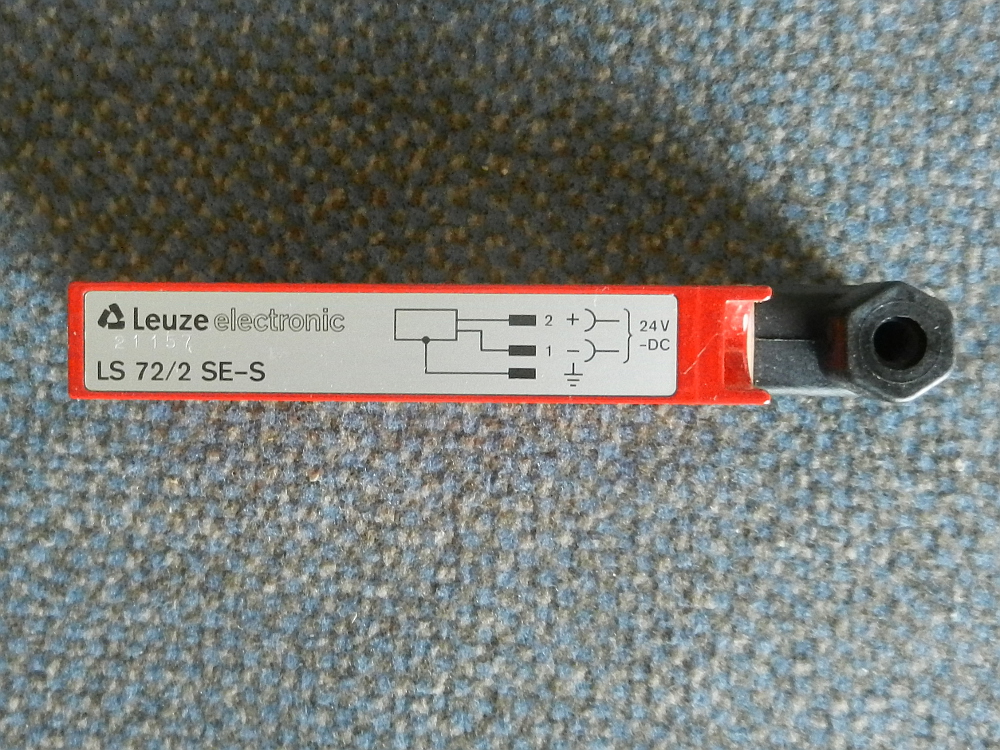 Leuze electronic
21157
LS 72/2 SE-S
2 +
1 −
24V
-DC